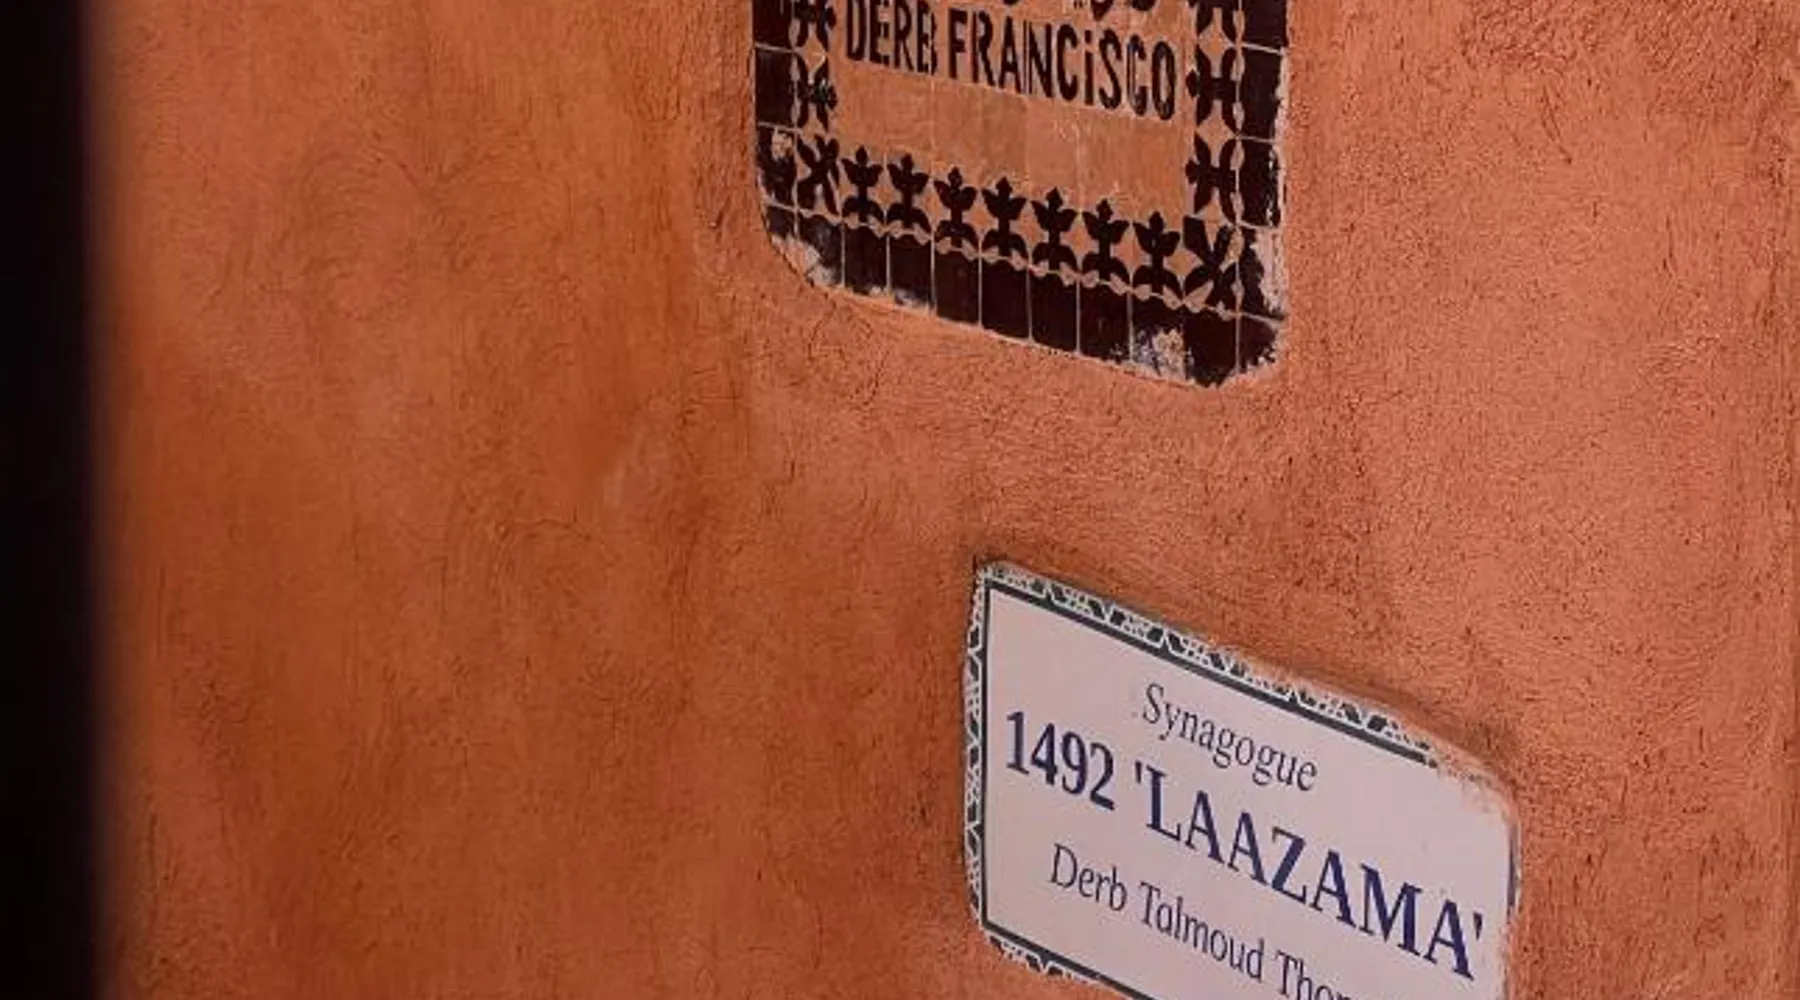 DERB FRANCiSCO
Synagogue
1492 'LAAZAMA'
Derb Talmoud